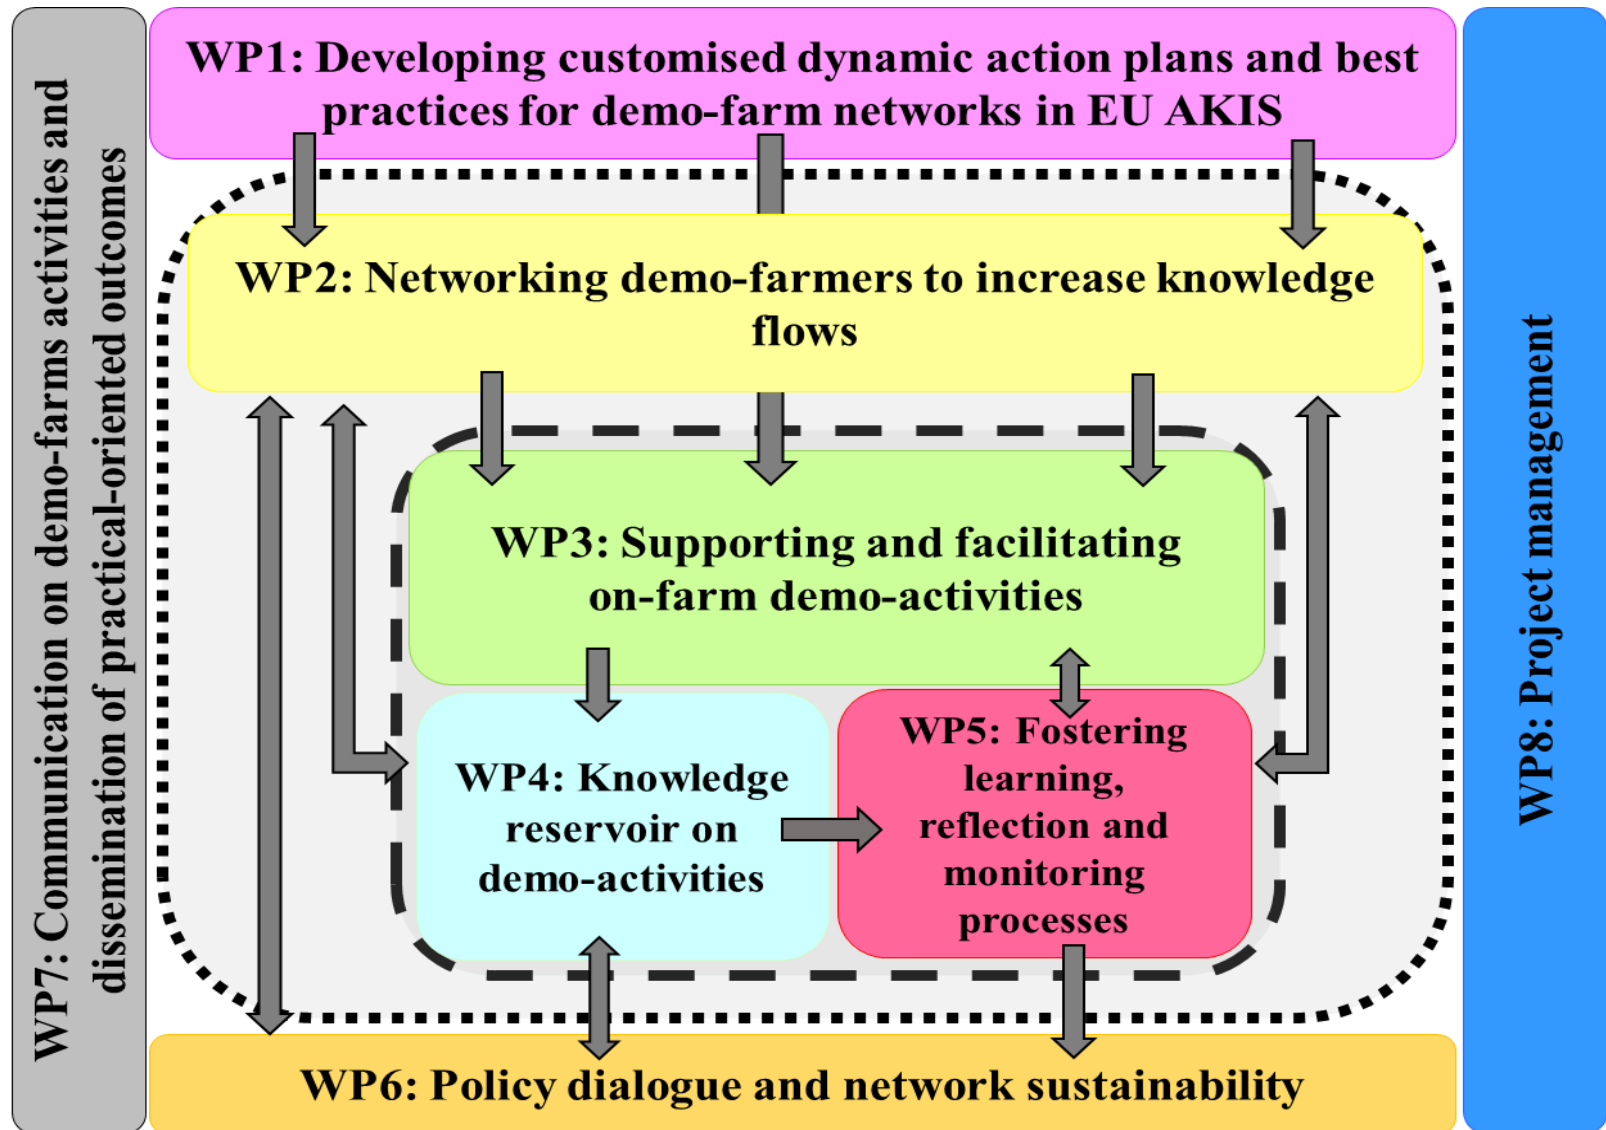 WP7: Communication on demo-farms activities and
dissemination of practical-oriented outcomes
WP1: Developing customised dynamic action plans and best
practices for demo-farm networks in EU AKIS
WP2: Networking demo-farmers to increase knowledge
flows
WP3: Supporting and facilitating
on-farm demo-activities
WP4: Knowledge
reservoir on
demo-activities
WP5: Fostering
learning,
reflection and
monitoring
processes
WP6: Policy dialogue and network sustainability
WP8: Project management